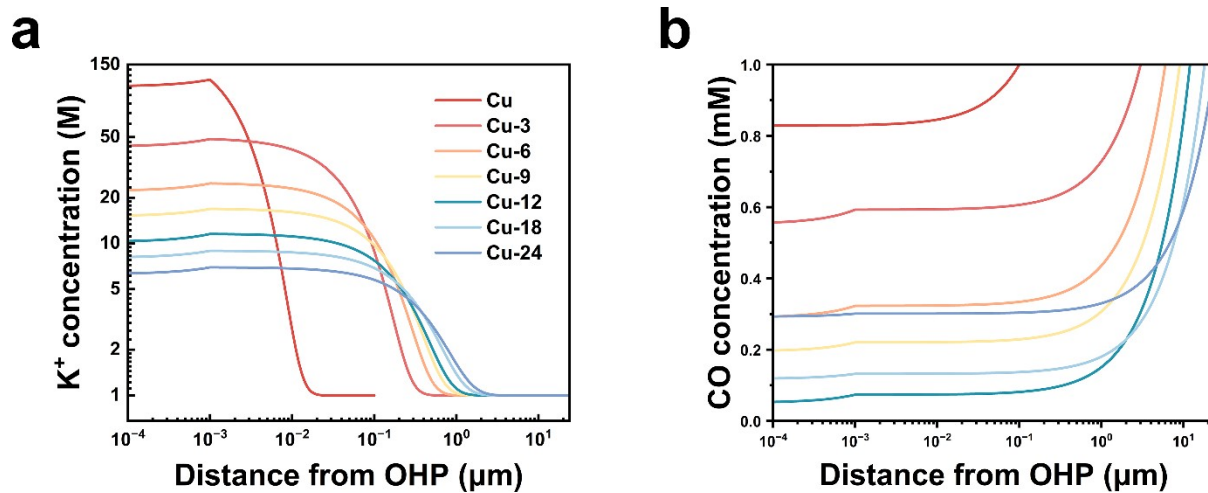 a
150
50
20
10
5
2
1
K⁺ concentration (M)
Cu
Cu-3
Cu-6
Cu-9
Cu-12
Cu-18
Cu-24
10⁻⁴ 10⁻³ 10⁻² 10⁻¹ 10⁰ 10¹
Distance from OHP (μm)
b
1.0
0.8
0.6
0.4
0.2
0.0
CO concentration (mM)
10⁻⁴ 10⁻³ 10⁻² 10⁻¹ 10⁰ 10¹
Distance from OHP (μm)